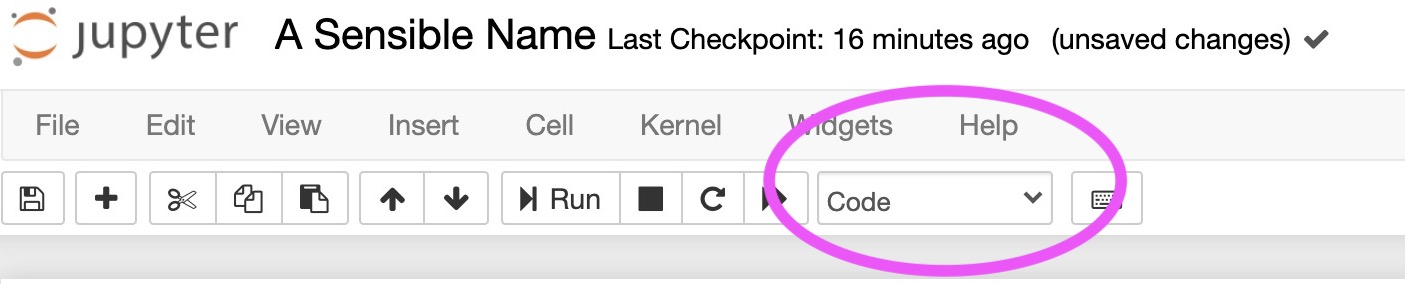 jupyter A Sensible Name Last Checkpoint: 16 minutes ago (unsaved changes)
File Edit View Insert Cell Kernel Widgets Help
Run Code